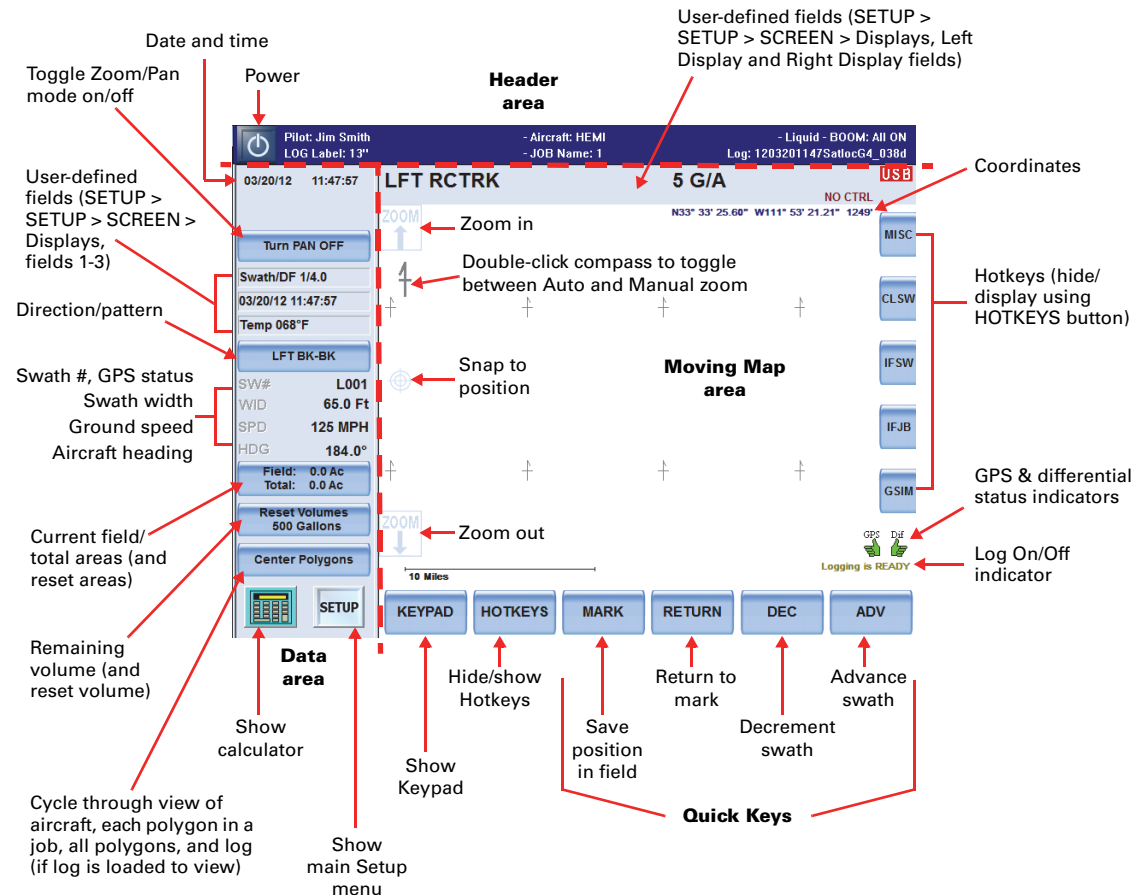 User-defined fields (SETUP >
SETUP > SCREEN > Displays, Left
Display and Right Display fields)
Date and time
Toggle Zoom/Pan
mode on/off
Power
Header
area
Pilot: Jim Smith
LOG Label: 13"
- Aircraft: HEMI
- JOB Name: 1
- Liquid - BOOM: All ON
Log: 1203201147SatlocG4_038d
03/20/12 11:47:57
LFT RCTRK
5 G/A
USB
NO CTRL
N33° 33' 25.60" W111° 53' 21.21" 1249'
Coordinates
User-defined
fields (SETUP >
SETUP > SCREEN >
Displays,
fields 1-3)
ZOOM
Zoom in
MISC
Turn PAN OFF
Double-click compass to toggle
between Auto and Manual zoom
Swath/DF 1/4.0
03/20/12 11:47:57
Temp 068°F
CLSW
Hotkeys (hide/
display using
HOTKEYS button)
Direction/pattern
LFT BK-BK
Snap to
position
Moving Map
area
IFSW
Swath #, GPS status
Swath width
Ground speed
Aircraft heading
SW# L001
WID 65.0 Ft
SPD 125 MPH
HDG 184.0°
IFJB
GSIM
Field: 0.0 Ac
Total: 0.0 Ac
GPS & differential
status indicators
Current field/
total areas (and
reset areas)
Reset Volumes
500 Gallons
ZOOM
Zoom out
GPS Dif
Logging is READY
Log On/Off
indicator
Center Polygons
10 Miles
SETUP
KEYPAD
HOTKEYS
MARK
RETURN
DEC
ADV
Remaining
volume (and
reset volume)
Data
area
Hide/show
Hotkeys
Return to
mark
Advance
swath
Show
calculator
Save
position
in field
Decrement
swath
Show
Keypad
Cycle through view of
aircraft, each polygon in a
job, all polygons, and log
(if log is loaded to view)
Quick Keys
Show
main Setup
menu